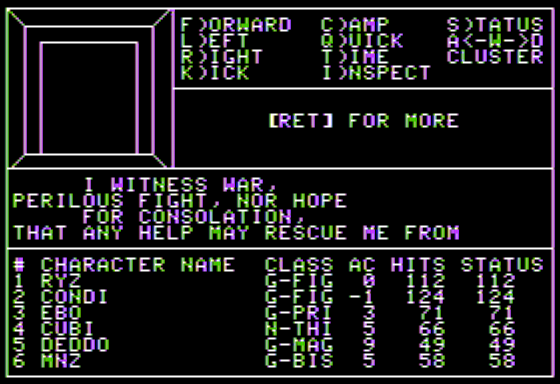 F)ORWARD C)AMP S)TATUS
L)EFT Q)UICK A<-W->D
R)IGHT T)IME CLUSTER
K)ICK I)NSPECT
[RET] FOR MORE
I WITNESS WAR,
PERILOUS FIGHT, NOR HOPE
FOR CONSOLATION,
THAT ANY HELP MAY RESCUE ME FROM
# CHARACTER NAME CLASS AC HITS STATUS
1 RYZ G-FIG 0 112 112
2 CONDI G-FIG -1 124 124
3 EBO G-PRI 3 71 71
4 CUBI N-THI 5 66 66
5 DEDDO G-MAG 9 49 49
6 MNZ G-BIS 5 58 58